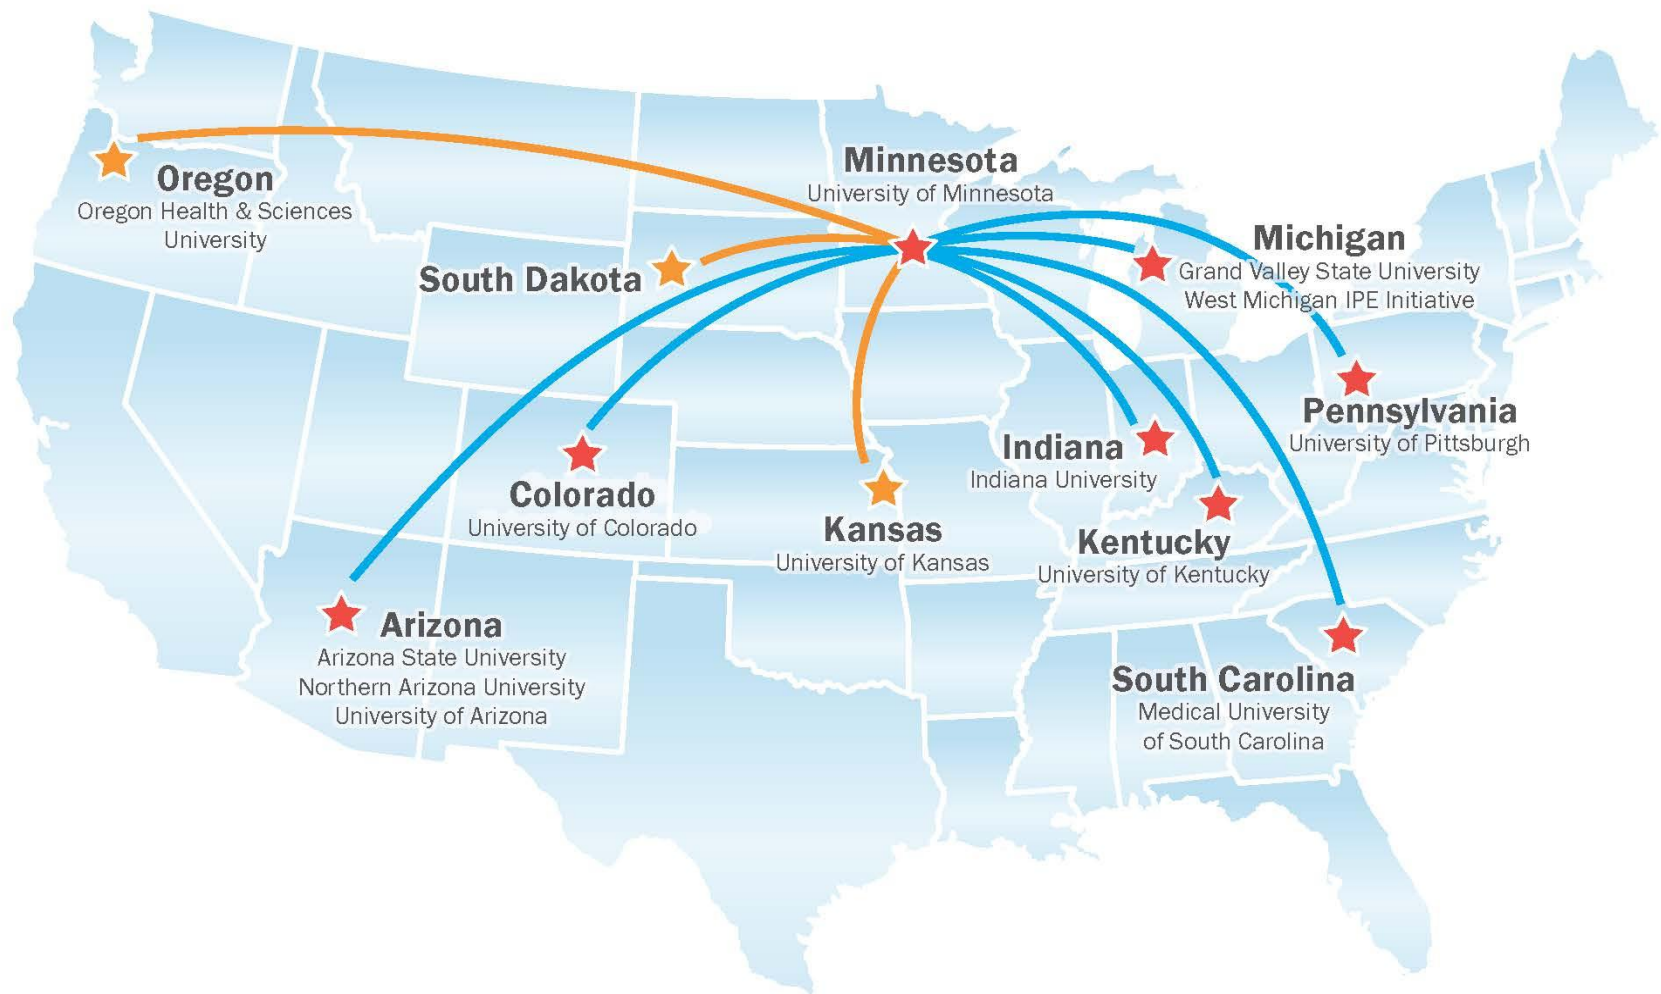 Minnesota
University of Minnesota
Oregon
Oregon Health & Sciences
University
South Dakota
Michigan
Grand Valley State University
West Michigan IPE Initiative
Pennsylvania
University of Pittsburgh
Indiana
Indiana University
Colorado
University of Colorado
Kansas
University of Kansas
Kentucky
University of Kentucky
Arizona
Arizona State University
Northern Arizona University
University of Arizona
South Carolina
Medical University
of South Carolina